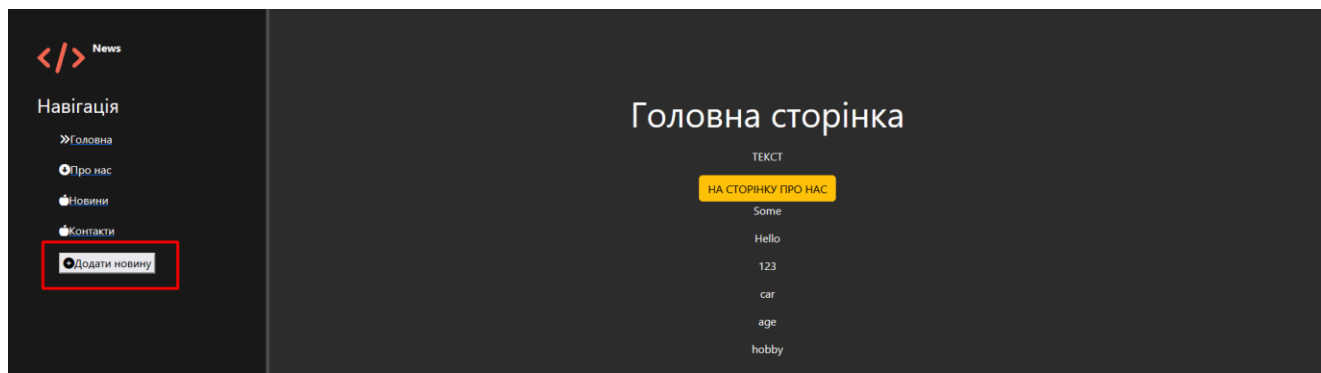 News
Навігація
Головна
Про нас
Новини
Контакти
Додати новину
Головна сторінка
ТЕКСТ
НА СТОРІНКУ ПРО НАС
Some
Hello
123
car
age
hobby